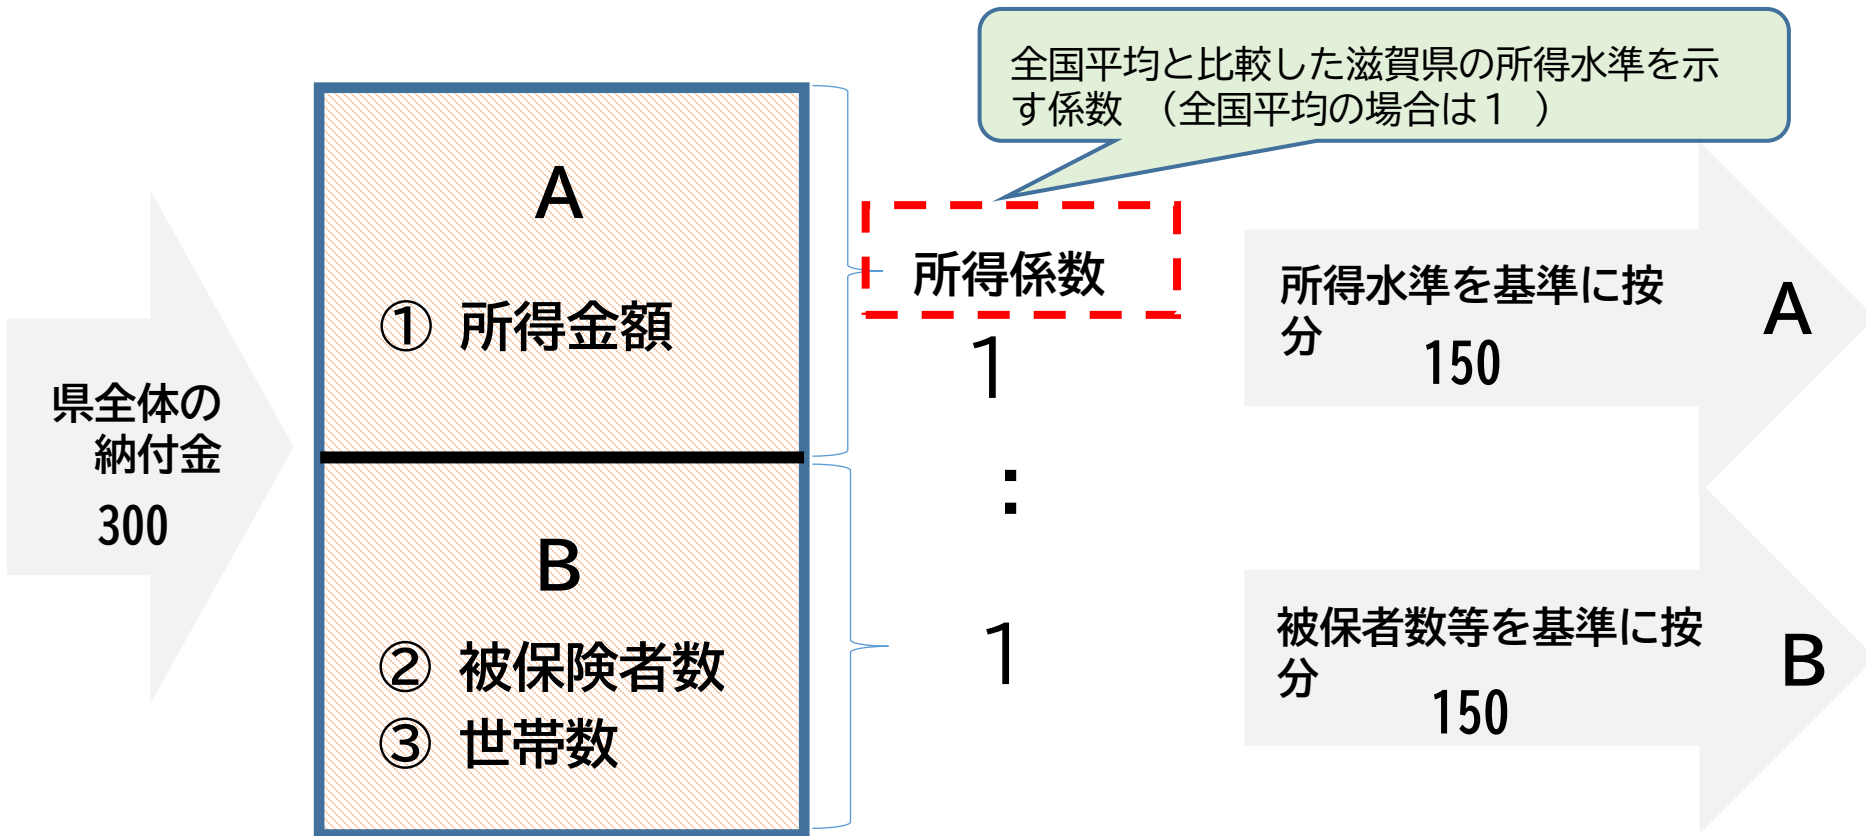 全国平均と比較した滋賀県の所得水準を示
す係数　（全国平均の場合は１　）
県全体の
納付金
300
A
① 所得金額
B
② 被保険者数
③ 世帯数
所得係数
1
：
1
所得水準を基準に按
分
150
A
被保者数等を基準に按
分
150
B